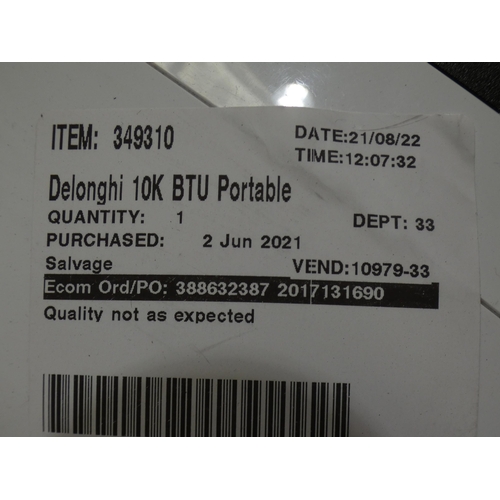 ITEM: 349310 DATE:21/08/22
TIME:12:07:32
Delonghi 10K BTU Portable
QUANTITY: 1 DEPT: 33
PURCHASED: 2 Jun 2021
Salvage VEND:10979-33
Ecom Ord/PO: 388632387 2017131690
Quality not as expected